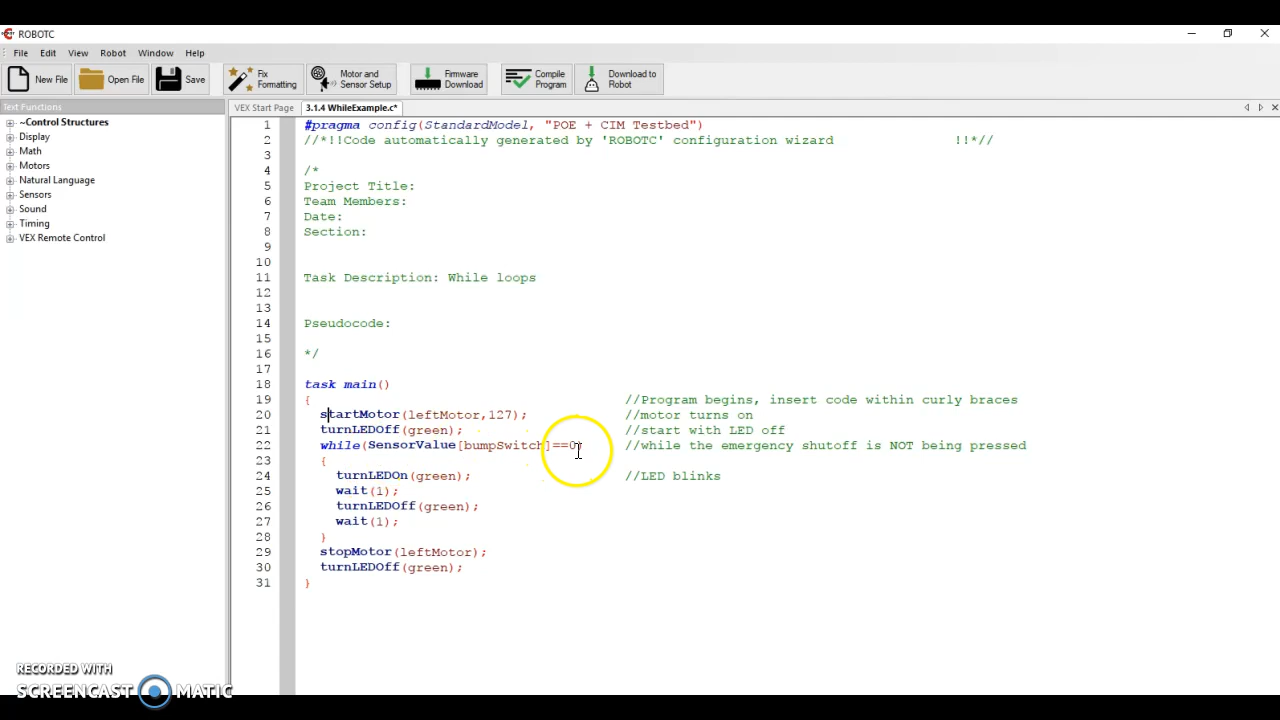 ROBOTC
File Edit View Robot Window Help
New File Open File Save Fix Formatting Motor and Sensor Setup Firmware Download Compile Program Download to Robot
Text Functions
VEX Start Page 3.1.4 WhileExample.c*
~Control Structures
Display
Math
Motors
Natural Language
Sensors
Sound
Timing
VEX Remote Control
1 #pragma config(StandardModel, "POE + CIM Testbed")
2 //*!!Code automatically generated by 'ROBOTC' configuration wizard !!*//
3
4 /*
5 Project Title:
6 Team Members:
7 Date:
8 Section:
9
10
11 Task Description: While loops
12
13
14 Pseudocode:
15
16 */
17
18 task main()
19 { //Program begins, insert code within curly braces
20 startMotor(leftMotor,127); //motor turns on
21 turnLEDOff(green); //start with LED off
22 while(SensorValue[bumpSwitch]==0) //while the emergency shutoff is NOT being pressed
23 {
24 turnLEDOn(green); //LED blinks
25 wait(1);
26 turnLEDOff(green);
27 wait(1);
28 }
29 stopMotor(leftMotor);
30 turnLEDOff(green);
31 }
RECORDED WITH
SCREENCAST MATIC